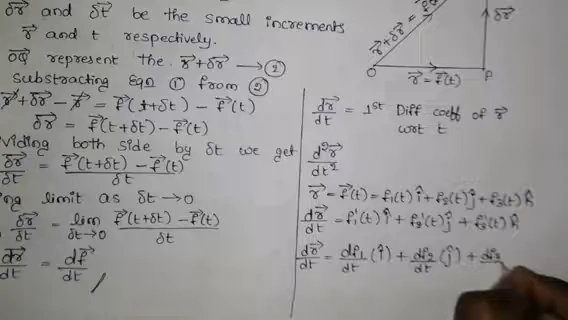 δr⃗ and δt⃗ be the small increments
r⃗ and t respectively.
OQ⃗ represent the r⃗+δr⃗ → ②
substracting Eqn ① from ②
r⃗+δr⃗ - r⃗ = f⃗(t+δt) - f⃗(t)
δr⃗ = f⃗(t+δt) - f⃗(t)
viding both side by δt we get
δr⃗/δt = f⃗(t+δt) - f⃗(t)/δt
ing limit as δt→0
δr⃗/δt = lim δt→0 f⃗(t+δt) - f⃗(t)/δt
dr⃗/dt = df⃗/dt
r⃗+δr⃗ =
δr⃗
O
r⃗ = f⃗(t)
P
dr⃗/dt = 1st Diff coeff of r⃗
wrt t
d²r⃗/dt²
r⃗ = f⃗(t) = f₁(t) î + f₂(t) ĵ + f₃(t) k̂
dr⃗/dt = f₁'(t) î + f₂'(t) ĵ + f₃'(t) k̂
dr⃗/dt = df₁/dt (î) + df₂/dt (ĵ) + df₃